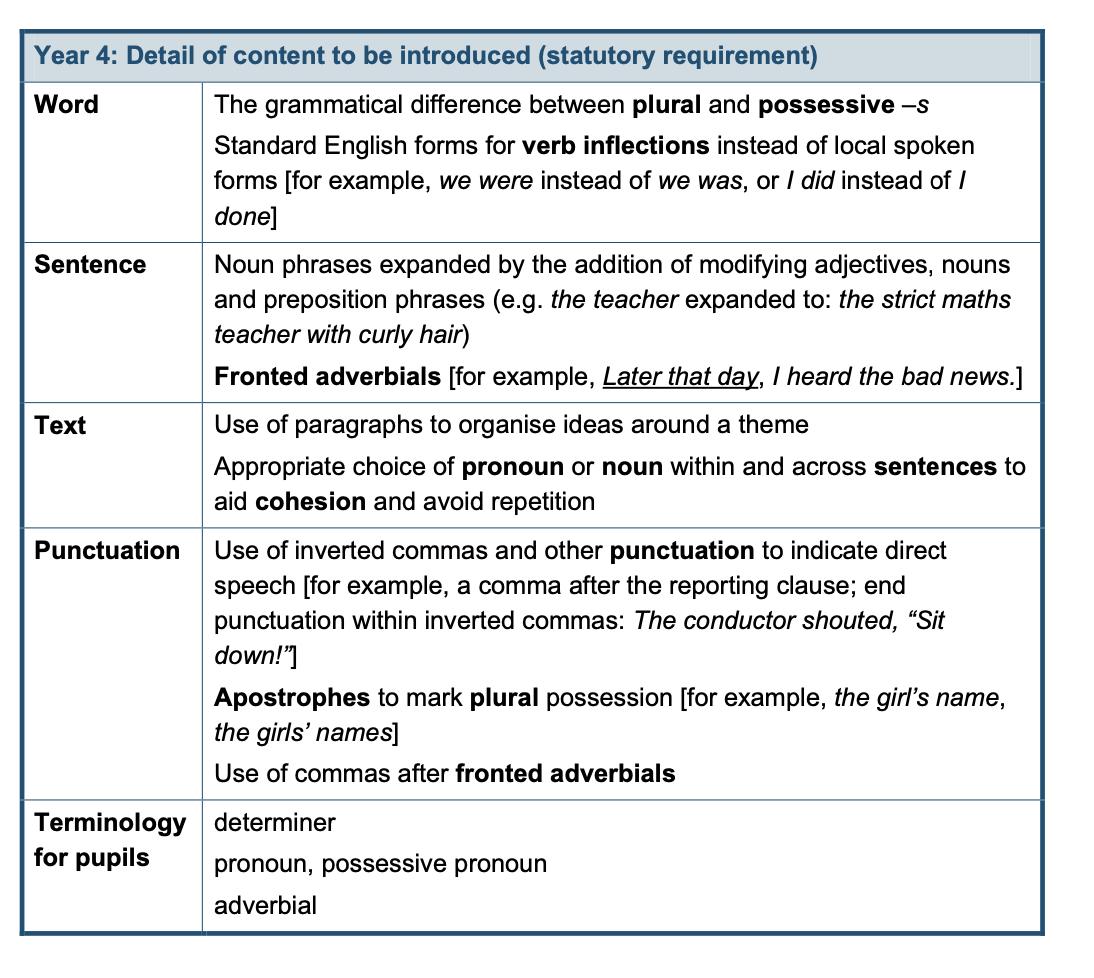 Year 4: Detail of content to be introduced (statutory requirement)
Word
The grammatical difference between plural and possessive –s
Standard English forms for verb inflections instead of local spoken
forms [for example, we were instead of we was, or I did instead of I
done]
Sentence
Noun phrases expanded by the addition of modifying adjectives, nouns
and preposition phrases (e.g. the teacher expanded to: the strict maths
teacher with curly hair)
Fronted adverbials [for example, Later that day, I heard the bad news.]
Text
Use of paragraphs to organise ideas around a theme
Appropriate choice of pronoun or noun within and across sentences to
aid cohesion and avoid repetition
Punctuation
Use of inverted commas and other punctuation to indicate direct
speech [for example, a comma after the reporting clause; end
punctuation within inverted commas: The conductor shouted, “Sit
down!”]
Apostrophes to mark plural possession [for example, the girl’s name,
the girls’ names]
Use of commas after fronted adverbials
Terminology
for pupils
determiner
pronoun, possessive pronoun
adverbial